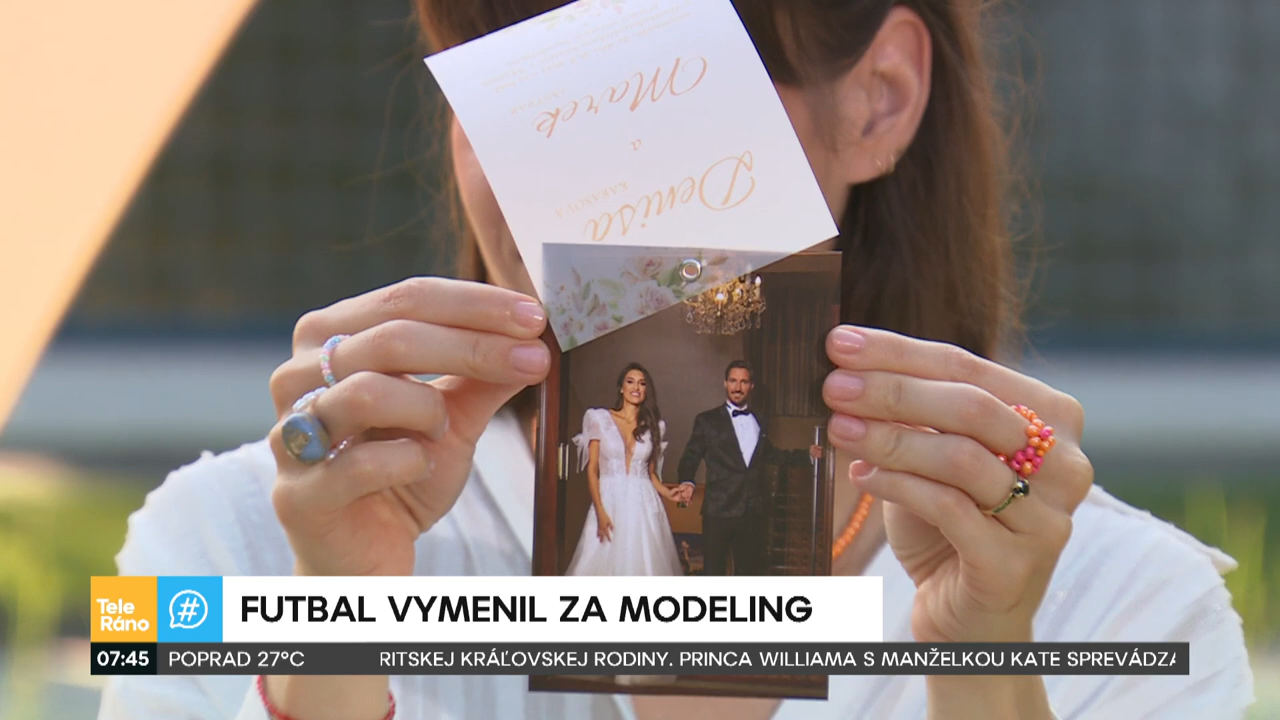 Marek
a
Denisa
Tele
Ráno
#
FUTBAL VYMENIL ZA MODELING
07:45
POPRAD 27°C
RITSKEJ KRÁĽOVSKEJ RODINY. PRINCA WILLIAMA S MANŽELKOU KATE SPREVÁDZA